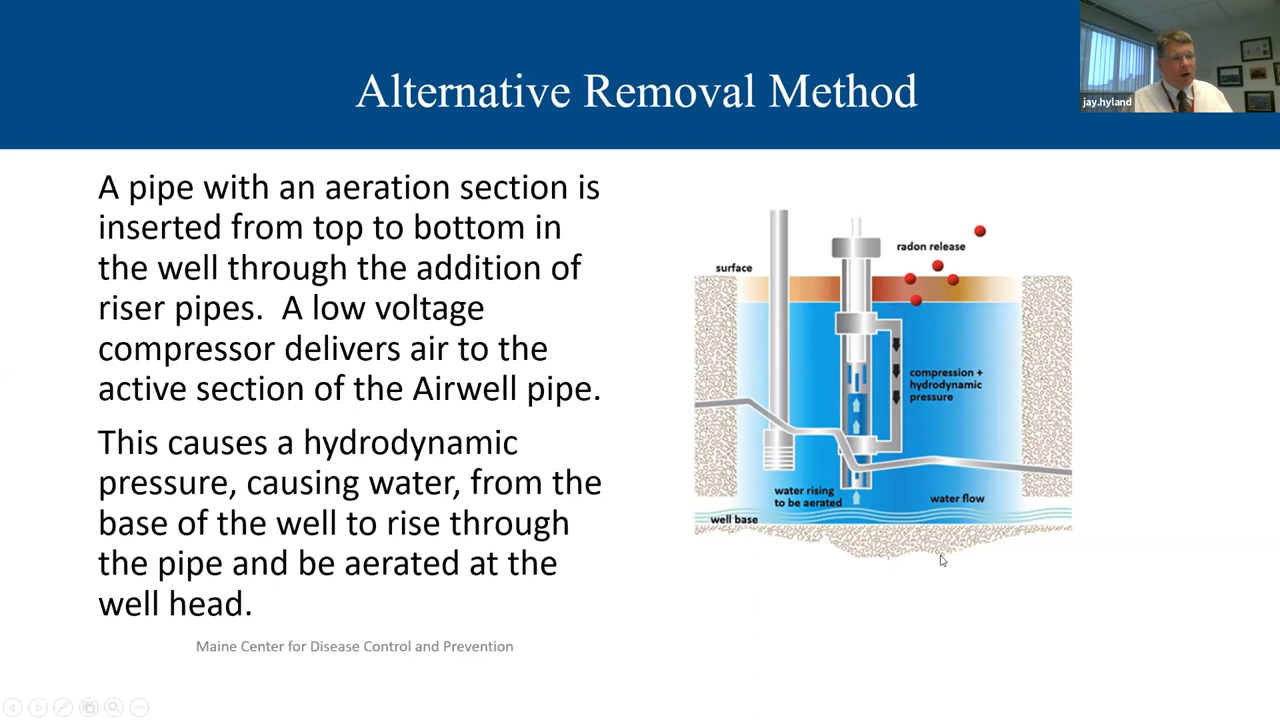 Alternative Removal Method
jay.hyland
A pipe with an aeration section is
inserted from top to bottom in
the well through the addition of
riser pipes.  A low voltage
compressor delivers air to the
active section of the Airwell pipe.
This causes a hydrodynamic
pressure, causing water, from the
base of the well to rise through
the pipe and be aerated at the
well head.
radon release
surface
compression +
hydrodynamic
pressure
water rising
to be aerated
water flow
well base
Maine Center for Disease Control and Prevention